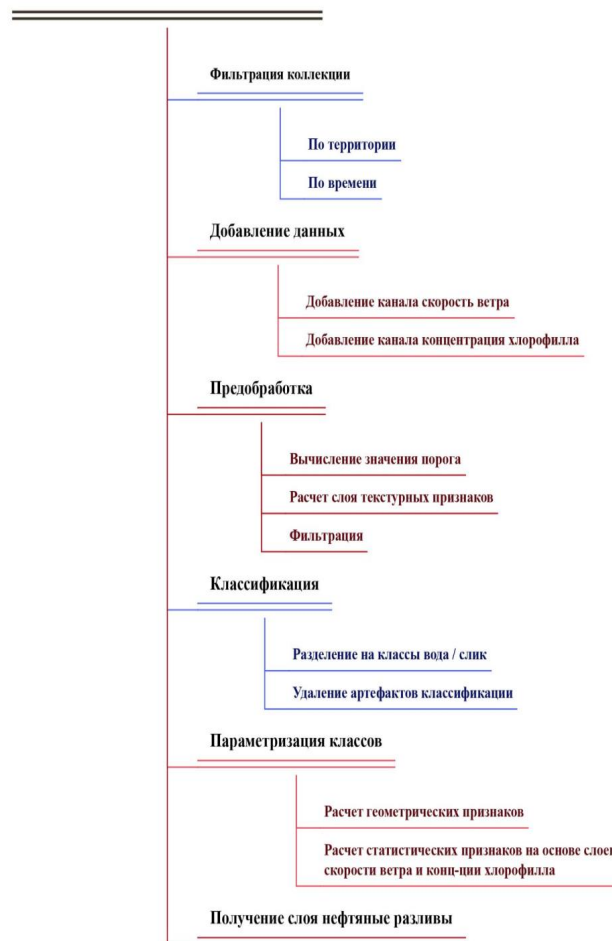 Фильтрация коллекции
По территории
По времени
Добавление данных
Добавление канала скорость ветра
Добавление канала концентрация хлорофилла
Предобработка
Вычисление значения порога
Расчет слоя текстурных признаков
Фильтрация
Классификация
Разделение на классы вода / слик
Удаление артефактов классификации
Параметризация классов
Расчет геометрических признаков
Расчет статистических признаков на основе слоев
скорости ветра и конц-ции хлорофилла
Получение слоя нефтяные разливы